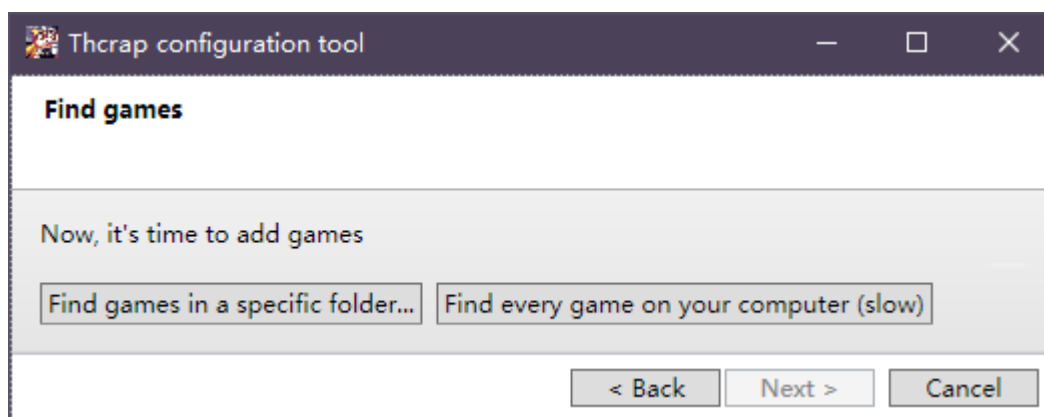 Thcrap configuration tool
Find games
Now, it's time to add games
Find games in a specific folder... Find every game on your computer (slow)
< Back Next > Cancel